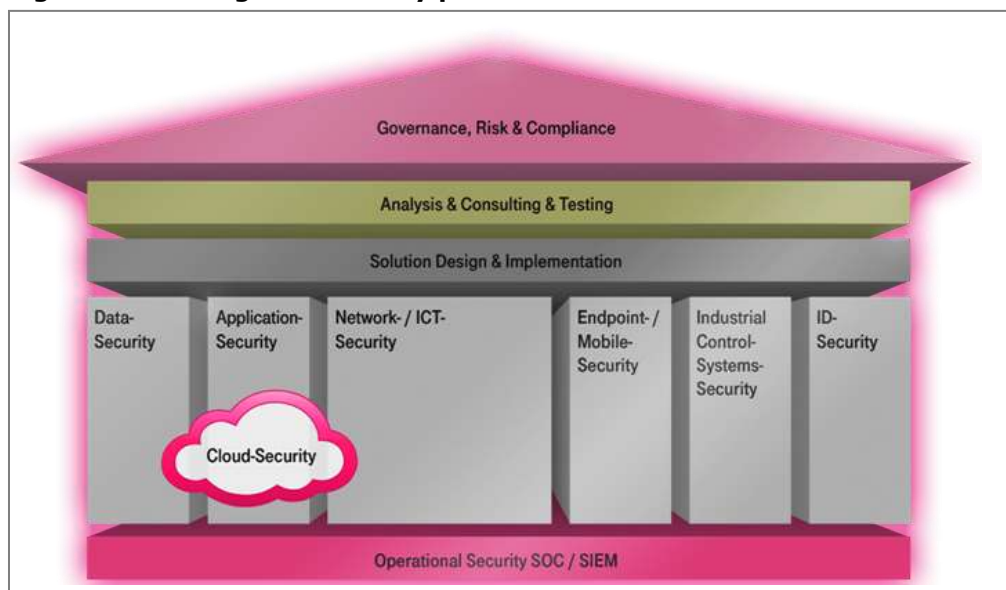 Governance, Risk & Compliance
Analysis & Consulting & Testing
Solution Design & Implementation
Data-
Security
Application-
Security
Network- / ICT-
Security
Endpoint- /
Mobile-
Security
Industrial
Control-
Systems-
Security
ID-
Security
Cloud-Security
Operational Security SOC / SIEM